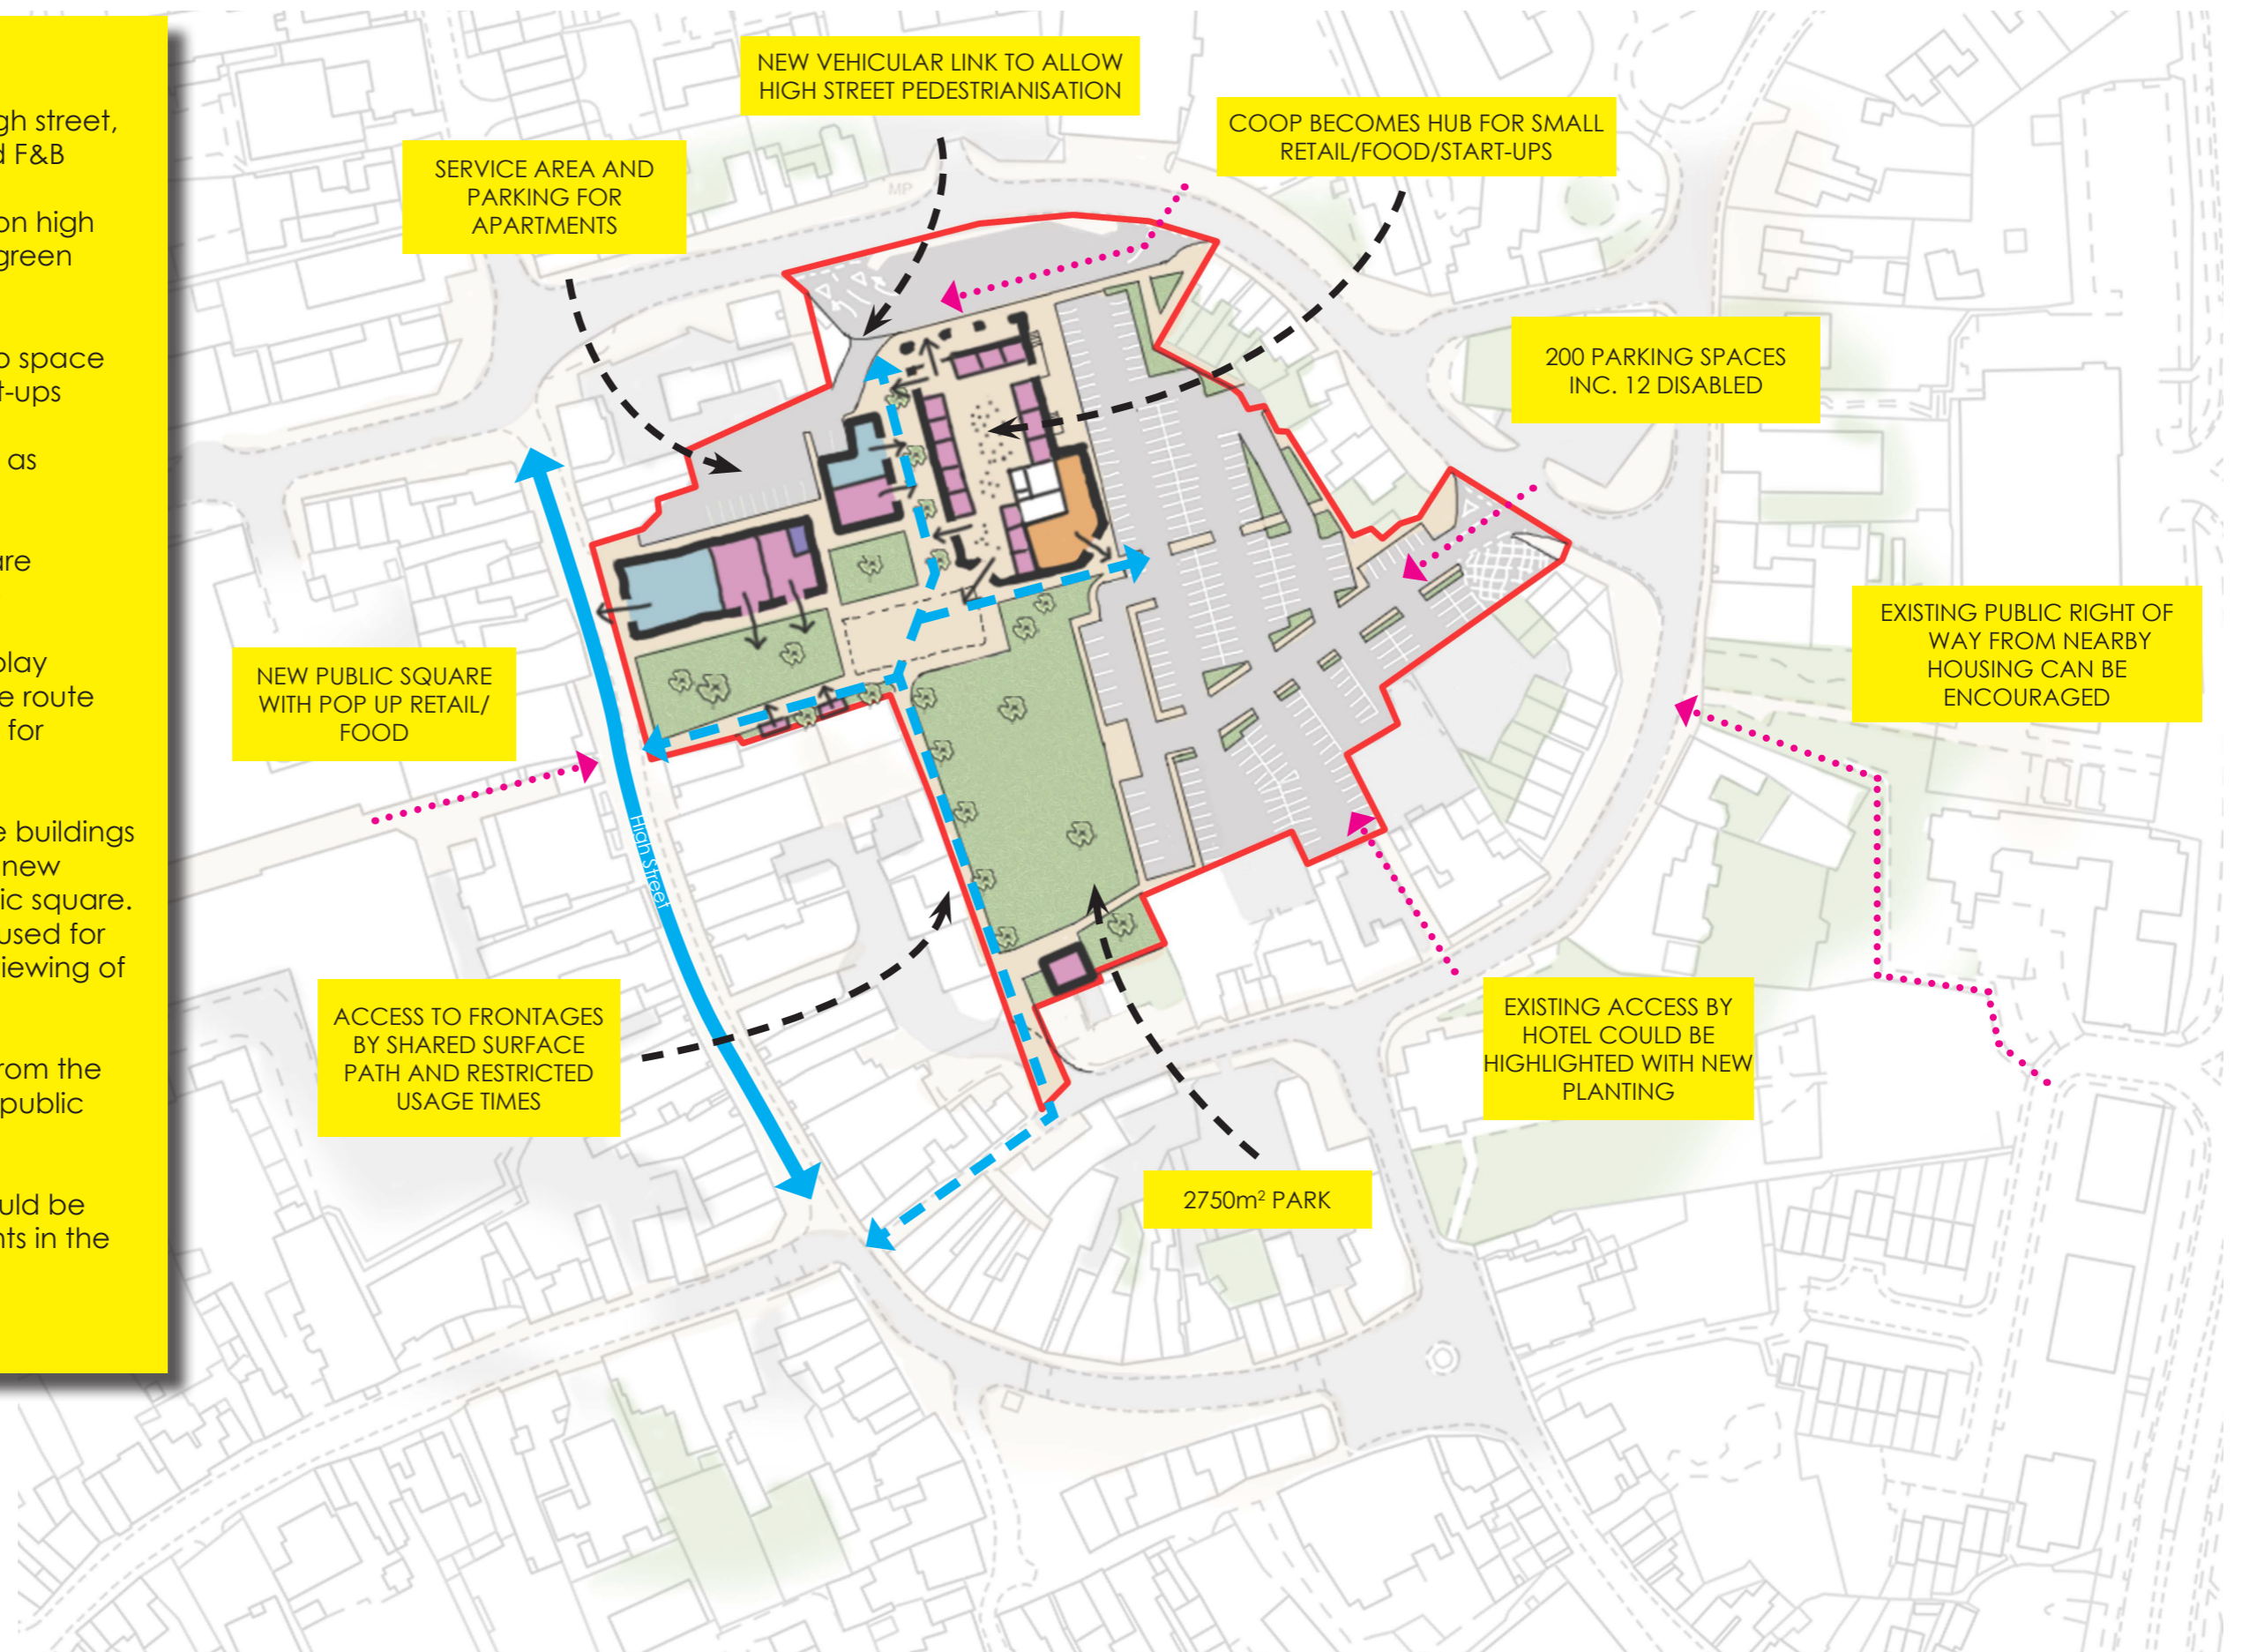 gh street,
d F&B
on high
green
p space
t-ups
as
are
play
e route
for
e buildings
new
ic square.
used for
iewing of
rom the
public
uld be
nts in the
NEW VEHICULAR LINK TO ALLOW
HIGH STREET PEDESTRIANISATION
COOP BECOMES HUB FOR SMALL
RETAIL/FOOD/START-UPS
SERVICE AREA AND
PARKING FOR
APARTMENTS
MP
200 PARKING SPACES
INC. 12 DISABLED
EXISTING PUBLIC RIGHT OF
WAY FROM NEARBY
HOUSING CAN BE
ENCOURAGED
NEW PUBLIC SQUARE
WITH POP UP RETAIL/
FOOD
High Street
ACCESS TO FRONTAGES
BY SHARED SURFACE
PATH AND RESTRICTED
USAGE TIMES
EXISTING ACCESS BY
HOTEL COULD BE
HIGHLIGHTED WITH NEW
PLANTING
2750m² PARK